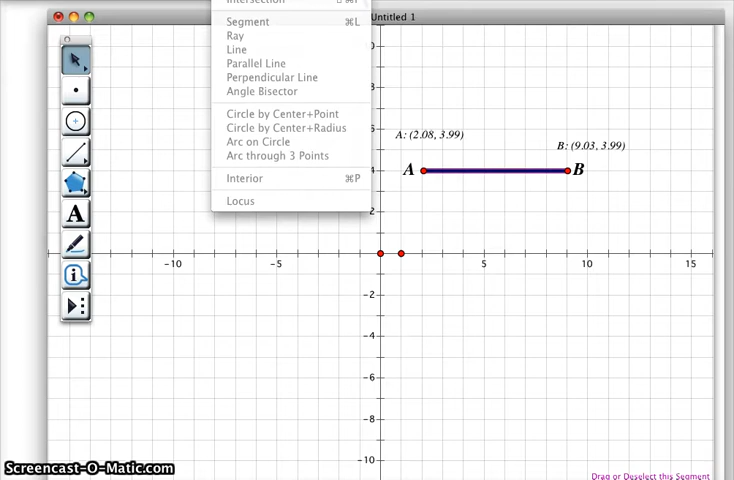 Intersection ⇧⌘I
Untitled 1
Segment ⌘L
Ray
Line
Parallel Line
Perpendicular Line
Angle Bisector
Circle by Center+Point
Circle by Center+Radius
Arc on Circle
Arc through 3 Points
Interior ⌘P
Locus
A
A: (2.08, 3.99)
B: (9.03, 3.99)
A
B
4
2
-10
-5
5
10
15
-2
-4
-6
-8
-10
Screencast-O-Matic.com
Drag or Deselect this Segment